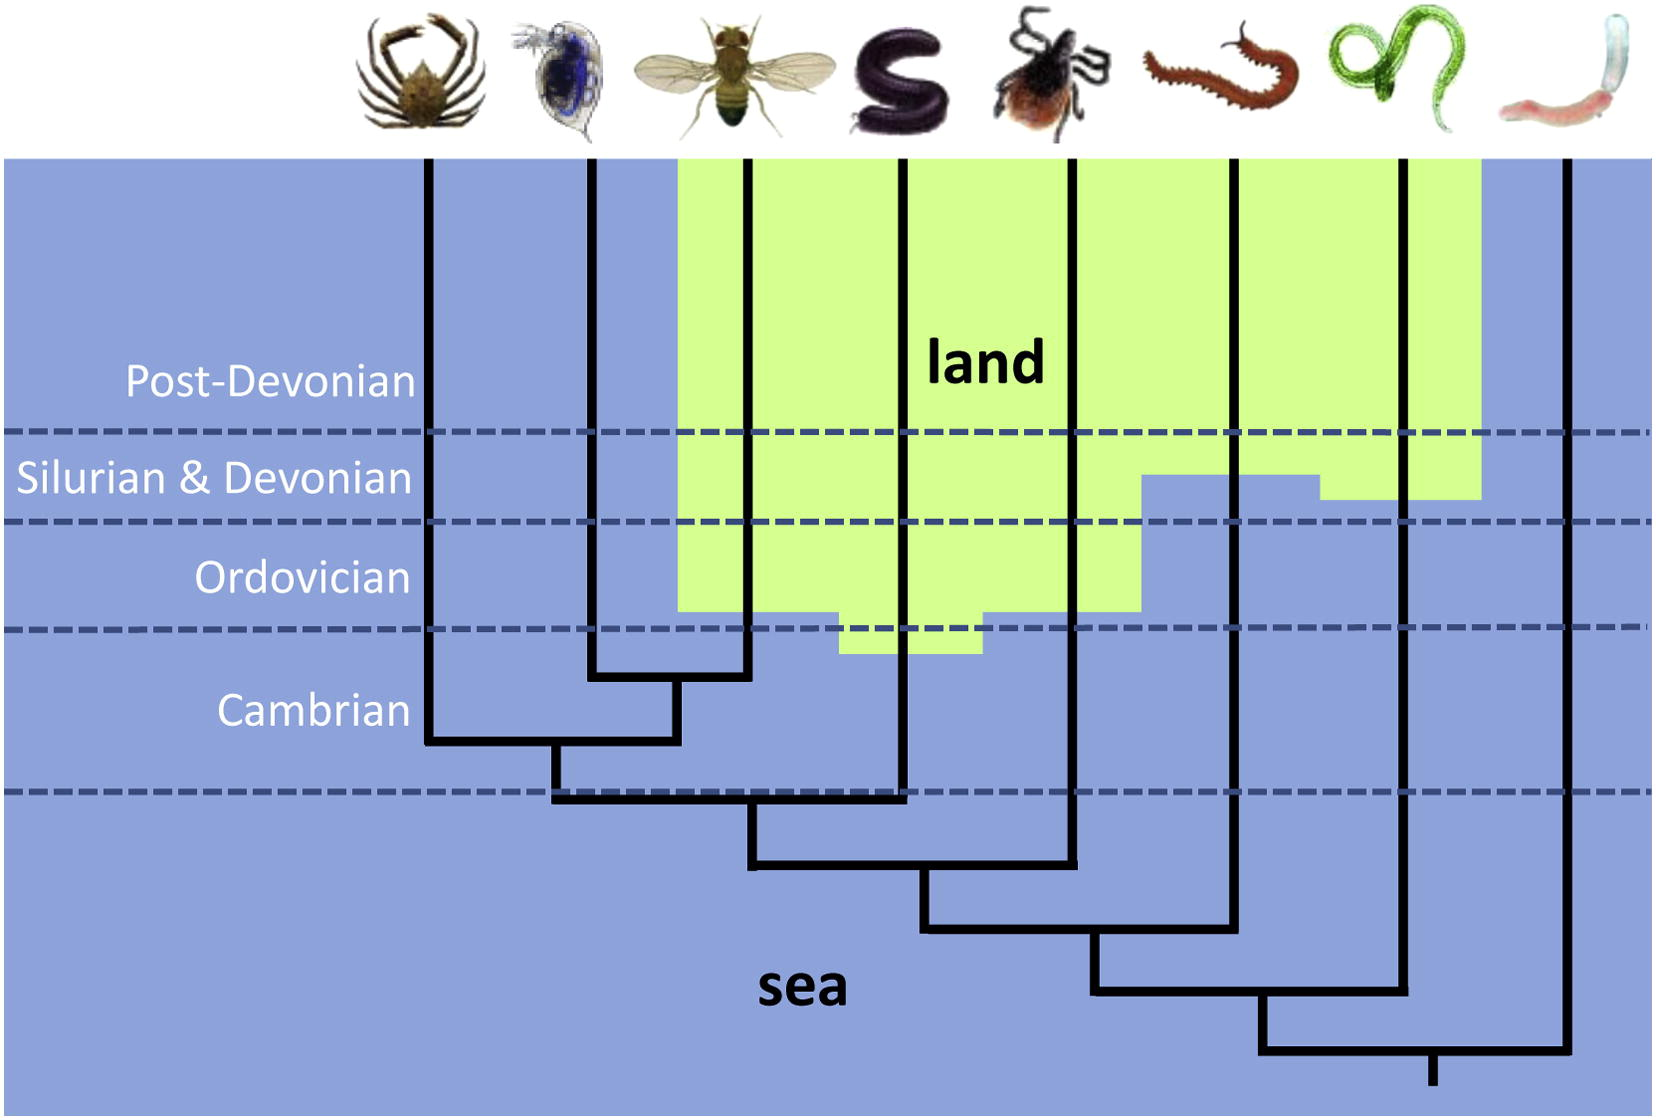 land
Post-Devonian
Silurian & Devonian
Ordovician
Cambrian
sea